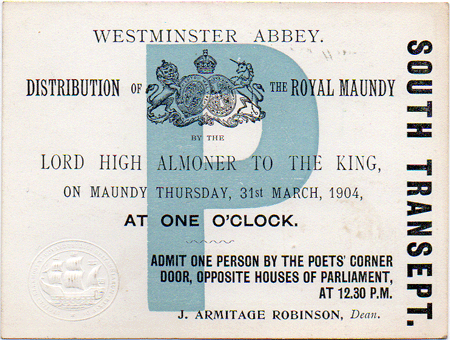 WESTMINSTER ABBEY.
DISTRIBUTION OF THE ROYAL MAUNDY
BY THE
LORD HIGH ALMONER TO THE KING,
ON MAUNDY THURSDAY, 31st MARCH, 1904,
AT ONE O'CLOCK.
ADMIT ONE PERSON BY THE POETS' CORNER
DOOR, OPPOSITE HOUSES OF PARLIAMENT,
AT 12.30 P.M.
J. ARMITAGE ROBINSON, Dean.
SOUTH TRANSEPT.
P